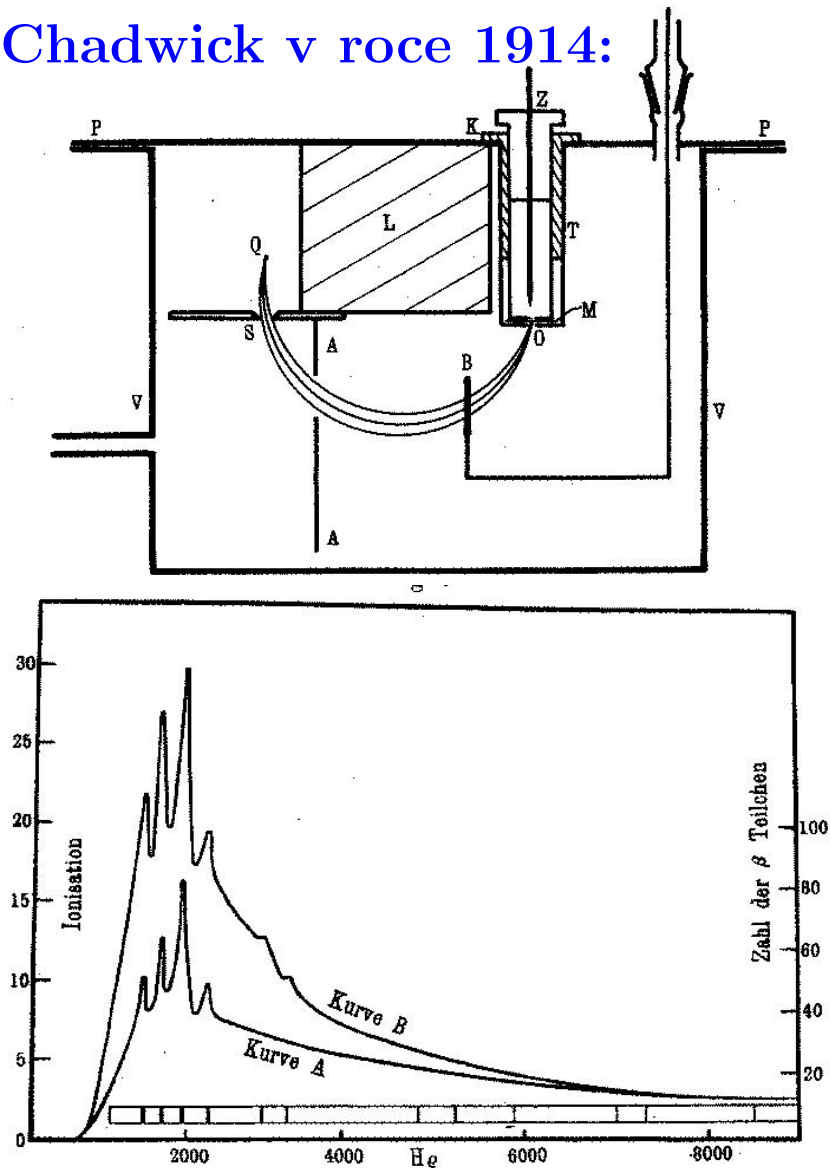 Chadwick v roce 1914:
Z
K
P
P
L
T
Q
M
S
A
O
B
V
V
A
30
25
20
15
10
5
0
Ionisation
Zahl der β Teilchen
100
80
60
40
20
Kurve B
Kurve A
2000
4000
Hϱ
6000
8000